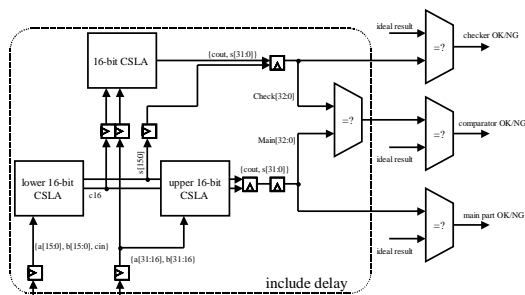 ideal result
checker OK/NG
{cout, s[31:0]}
16-bit CSLA
=?
Check[32:0]
=?
=?
comparator OK/NG
ideal result
s[15:0]
Main[32:0]
{cout, s[31:0]}
lower 16-bit
CSLA
c16
upper 16-bit
CSLA
=?
main part OK/NG
{a[15:0], b[15:0], cin}
{a[31:16], b[31:16]}
ideal result
include delay